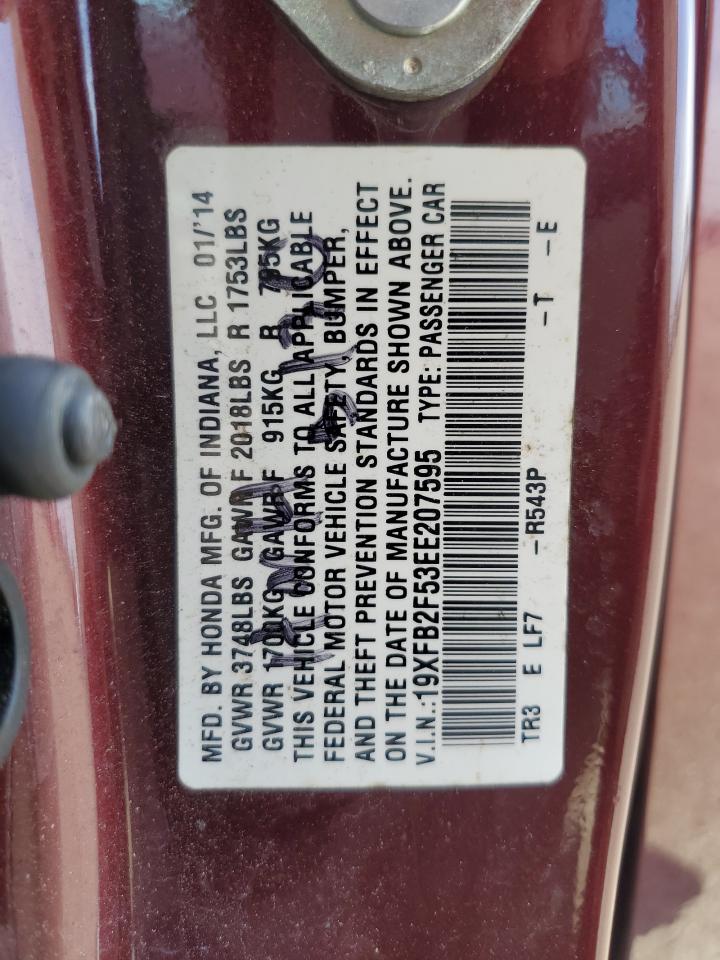 MFD. BY HONDA MFG. OF INDIANA, LLC 01/'14
GVWR 3748LBS GAWR F 2018LBS R 1753LBS
GVWR 1700KG GAWR F 915KG R 795KG
THIS VEHICLE CONFORMS TO ALL APPLICABLE
FEDERAL MOTOR VEHICLE SAFETY, BUMPER,
AND THEFT PREVENTION STANDARDS IN EFFECT
ON THE DATE OF MANUFACTURE SHOWN ABOVE.
V.I.N.:19XFB2F53EE207595 TYPE: PASSENGER CAR
TR3 E LF7 -R543P -T -E